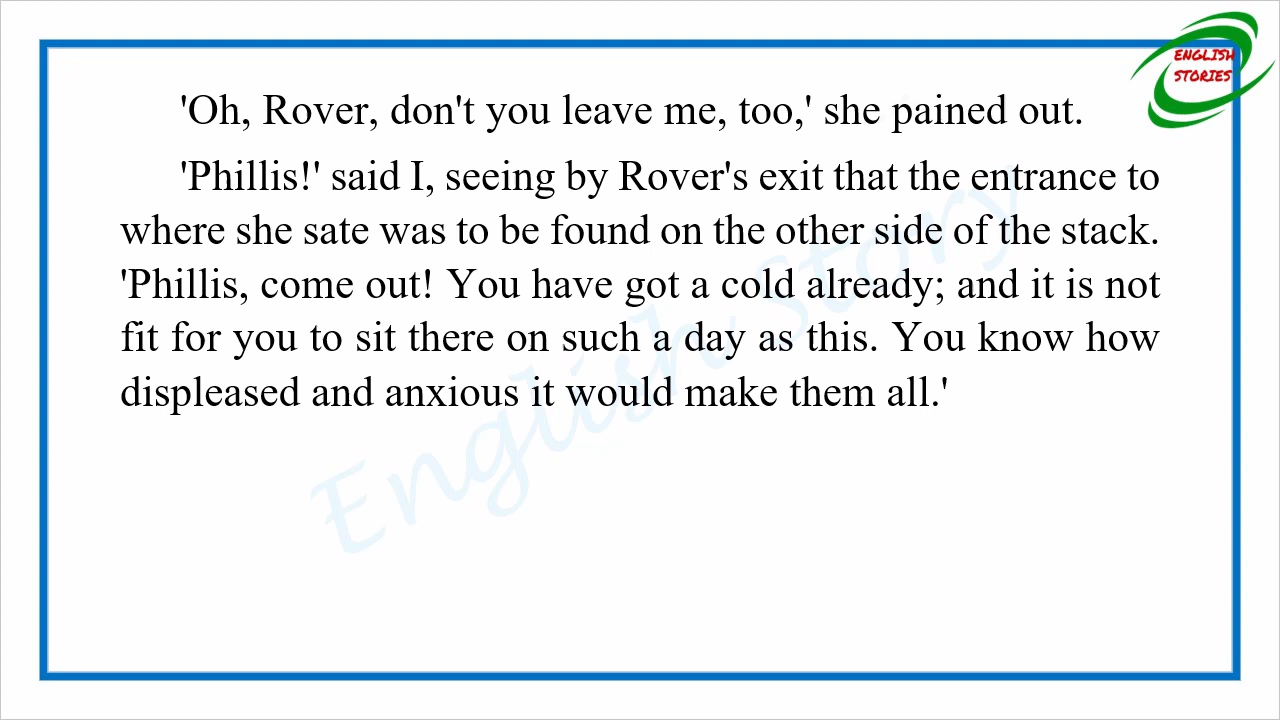 ENGLISH
STORIES
'Oh, Rover, don't you leave me, too,' she pained out.
'Phillis!' said I, seeing by Rover's exit that the entrance to
where she sate was to be found on the other side of the stack.
'Phillis, come out! You have got a cold already; and it is not
fit for you to sit there on such a day as this. You know how
displeased and anxious it would make them all.'
English Story